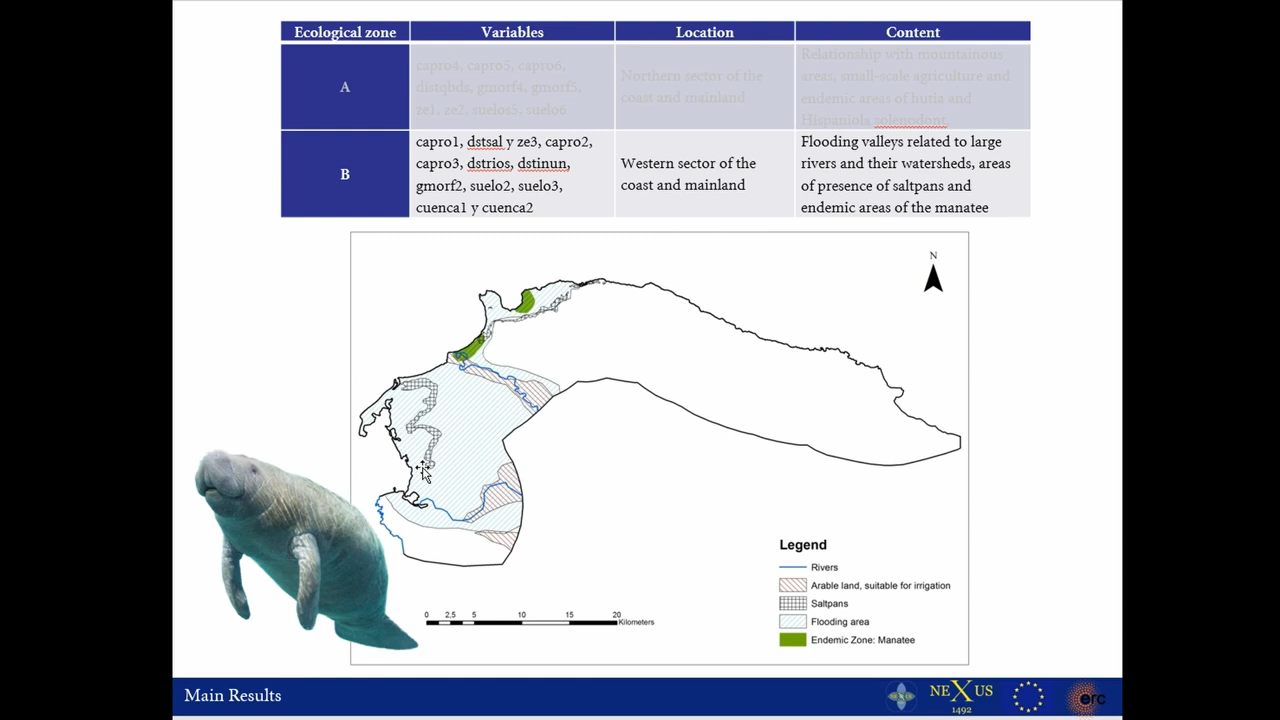 Ecological zone Variables Location Content
A
capro4, capro5, capro6,
distqbds, gmorf4, gmorf5,
ze1, ze2, suelos5, suelo6
Northern sector of the
coast and mainland
Relationship with mountainous
areas, small-scale agriculture and
endemic areas of hutia and
Hispaniola solenodont.
B
capro1, dstsal y ze3, capro2,
capro3, dstrios, dstinun,
gmorf2, suelo2, suelo3,
cuenca1 y cuenca2
Western sector of the
coast and mainland
Flooding valleys related to large
rivers and their watersheds, areas
of presence of saltpans and
endemic areas of the manatee
N
Legend
Rivers
Arable land, suitable for irrigation
Saltpans
Flooding area
Endemic Zone: Manatee
0 2,5 5 10 15 20
Kilometers
Main Results
NEXUS
1492
erc